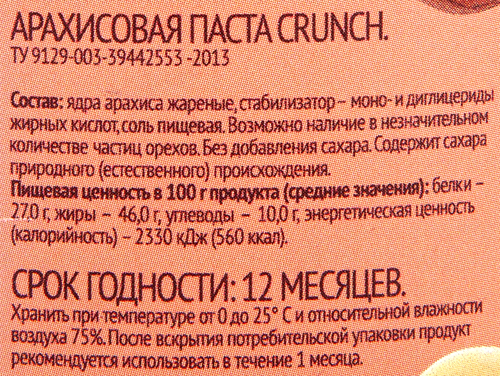 АРАХИСОВАЯ ПАСТА CRUNCH.
ТУ 9129-003-39442553 -2013
Состав: ядра арахиса жареные, стабилизатор – моно- и диглицериды
жирных кислот, соль пищевая. Возможно наличие в незначительном
количестве частиц орехов. Без добавления сахара. Содержит сахара
природного (естественного) происхождения.
Пищевая ценность в 100 г продукта (средние значения): белки –
27,0 г, жиры – 46,0 г, углеводы – 10,0 г, энергетическая ценность
(калорийность) – 2330 кДж (560 ккал).
СРОК ГОДНОСТИ: 12 МЕСЯЦЕВ.
Хранить при температуре от 0 до 25° С и относительной влажности
воздуха 75%. После вскрытия потребительской упаковки продукт
рекомендуется использовать в течение 1 месяца.